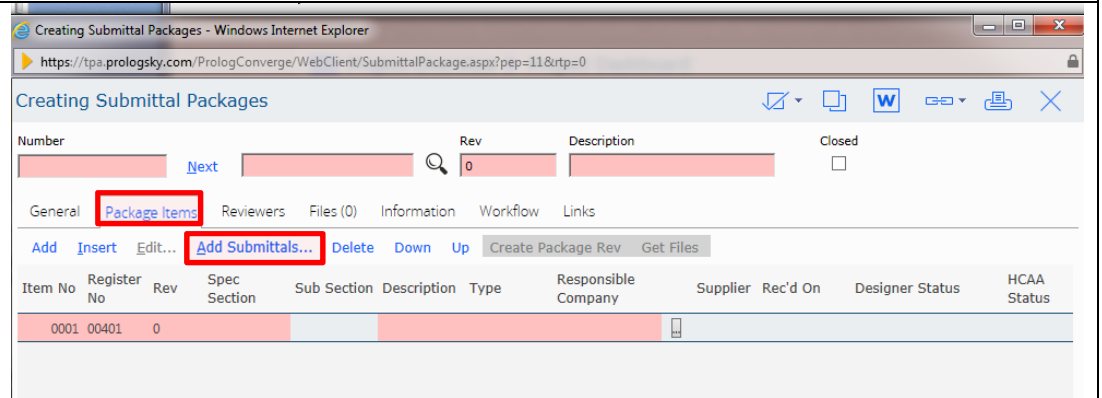 Creating Submittal Packages - Windows Internet Explorer
https://tpa.prologsky.com/PrologConverge/WebClient/SubmittalPackage.aspx?pep=11&rtp=0
Creating Submittal Packages
W
Number Rev Description Closed
Next 0
General Package Items Reviewers Files (0) Information Workflow Links
Add Insert Edit... Add Submittals... Delete Down Up Create Package Rev Get Files
Item No Register No Rev Spec Section Sub Section Description Type Responsible Company Supplier Rec'd On Designer Status HCAA Status
0001 00401 0 ...